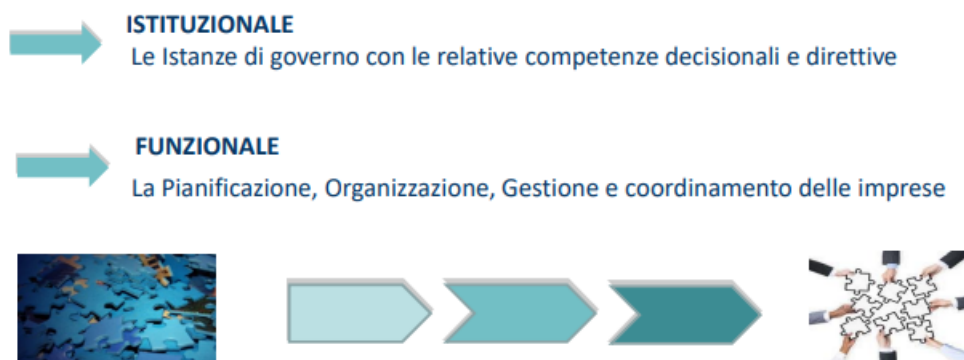 ISTITUZIONALE
Le Istanze di governo con le relative competenze decisionali e direttive
FUNZIONALE
La Pianificazione, Organizzazione, Gestione e coordinamento delle imprese